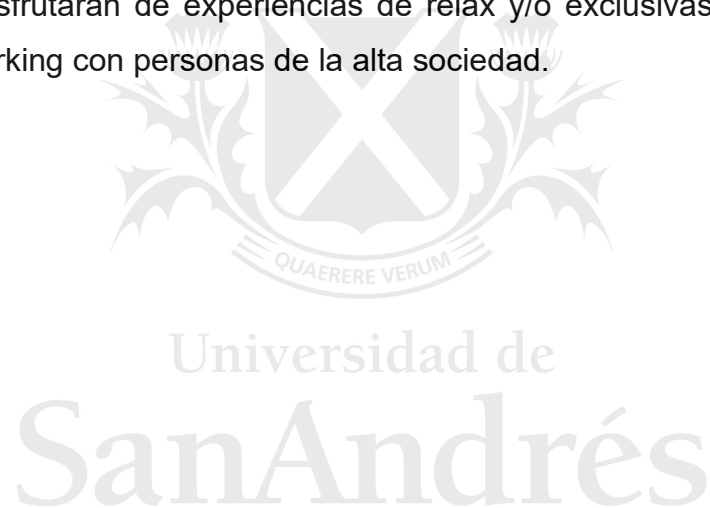 sfrutarán de experiencias de relax y/o exclusivas
rking con personas de la alta sociedad.
QUAERERE VERUM
Universidad de
SanAndrés